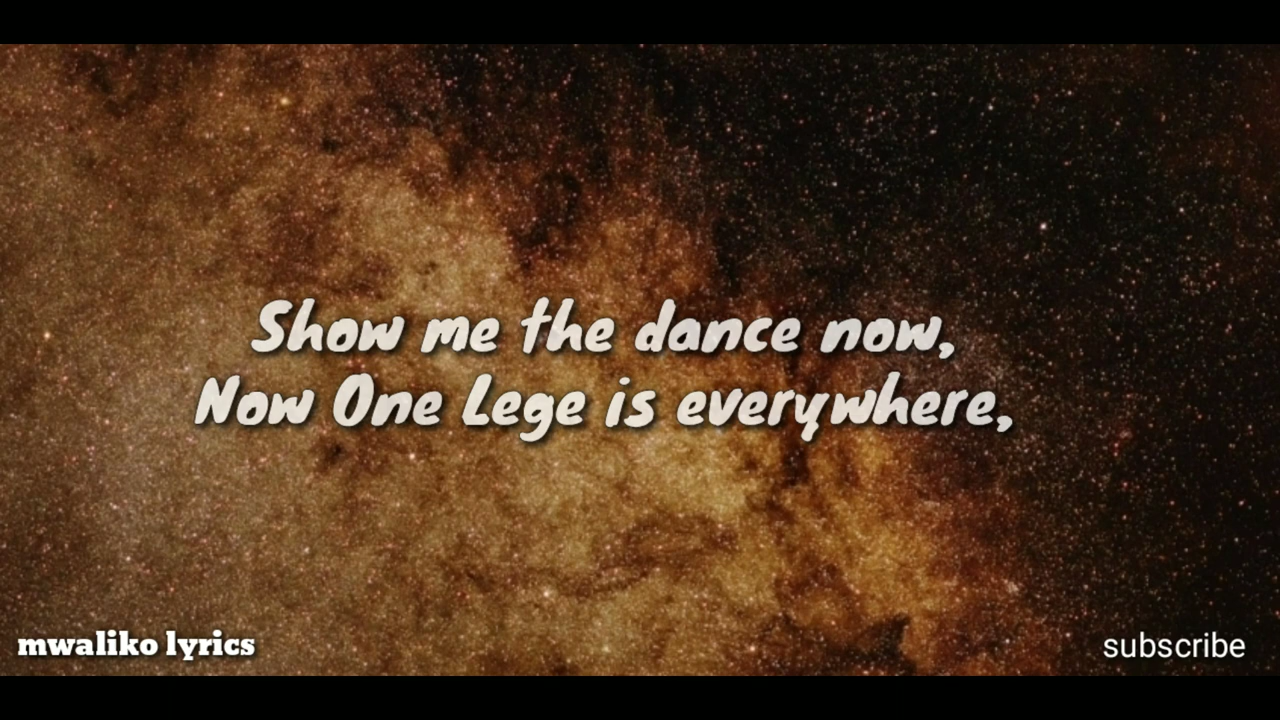 Show me the dance now,
Now One Lege is everywhere,
mwaliko lyrics
subscribe